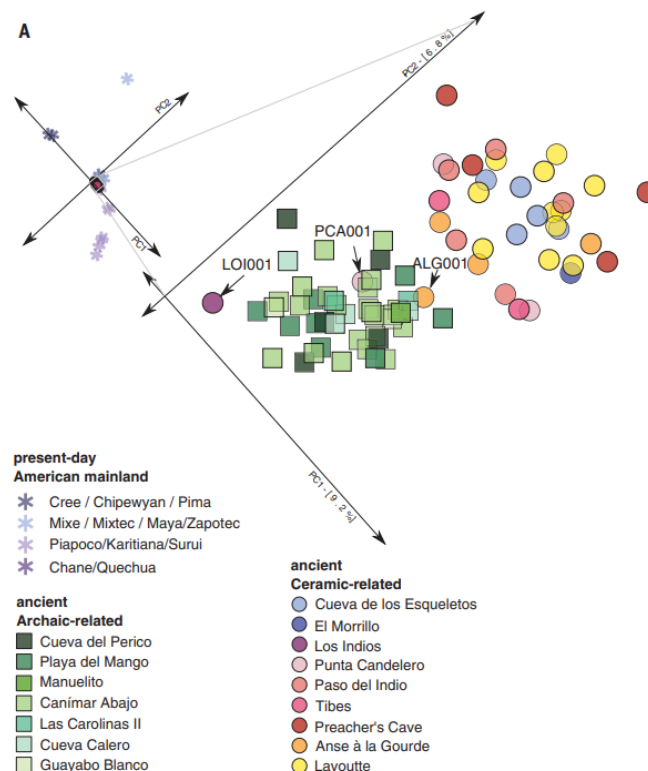 A
PC2 - [6,8 %]
PC2
PC1
PCA001
LOI001
ALG001
PC1 - [9,2 %]
present-day
American mainland
Cree / Chipewyan / Pima
Mixe / Mixtec / Maya/Zapotec
Piapoco/Karitiana/Surui
Chane/Quechua
ancient
Archaic-related
Cueva del Perico
Playa del Mango
Manuelito
Canímar Abajo
Las Carolinas II
Cueva Calero
Guayabo Blanco
ancient
Ceramic-related
Cueva de los Esqueletos
El Morrillo
Los Indios
Punta Candelero
Paso del Indio
Tibes
Preacher's Cave
Anse à la Gourde
Lavoutte